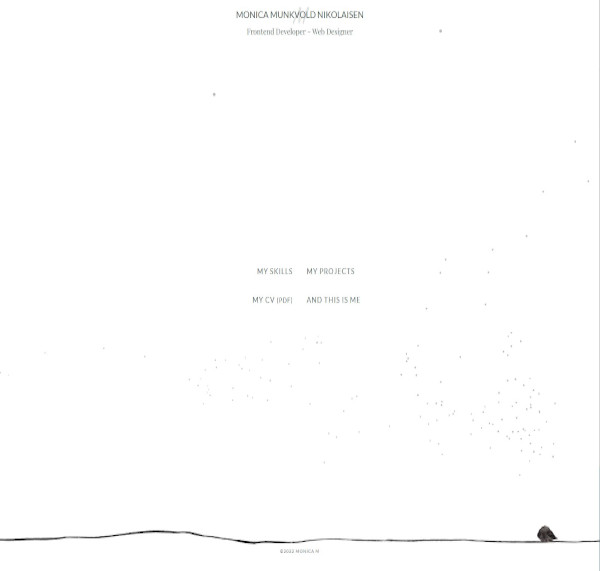 MONICA MUNKVOLD NIKOLAISEN
Frontend Developer - Web Designer
MY SKILLS MY PROJECTS
MY CV (PDF) AND THIS IS ME
©2022 MONICA M